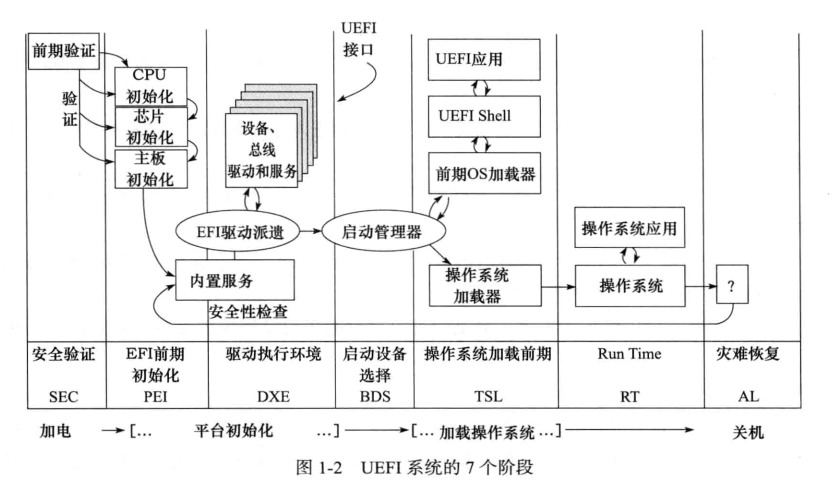 UEFI
接口
前期验证
验
证
CPU
初始化
芯片
初始化
主板
初始化
设备、
总线
驱动和服务
EFI驱动派遣
内置服务
安全性检查
启动管理器
UEFI应用
UEFI Shell
前期OS加载器
操作系统
加载器
操作系统应用
操作系统
?
安全验证
SEC
EFI前期
初始化
PEI
驱动执行环境
DXE
启动设备
选择
BDS
操作系统加载前期
TSL
Run Time
RT
灾难恢复
AL
加电
[… 平台初始化 …]
[… 加载操作系统 …]
关机
图 1-2 UEFI 系统的 7 个阶段